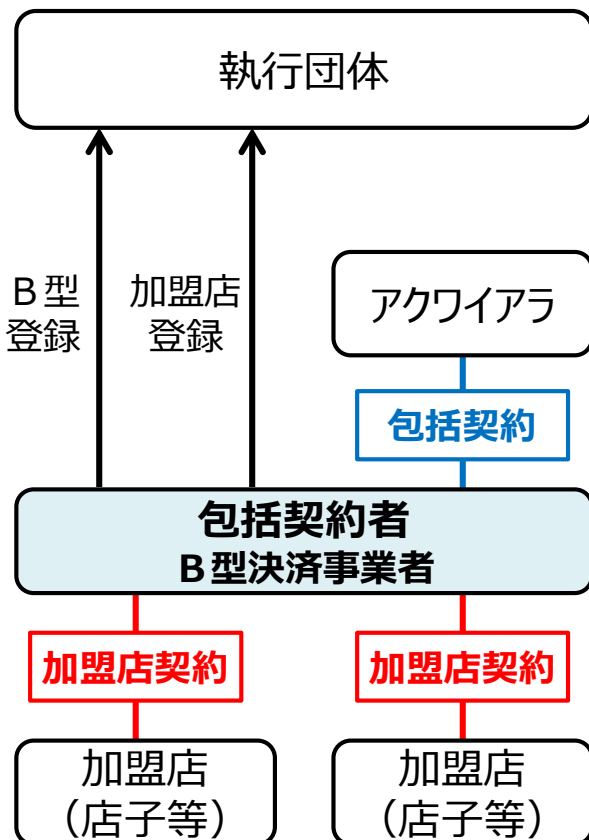 執行団体
Ｂ型
登録
加盟店
登録
アクワイアラ
包括契約
包括契約者
Ｂ型決済事業者
加盟店契約
加盟店契約
加盟店
（店子等）
加盟店
（店子等）